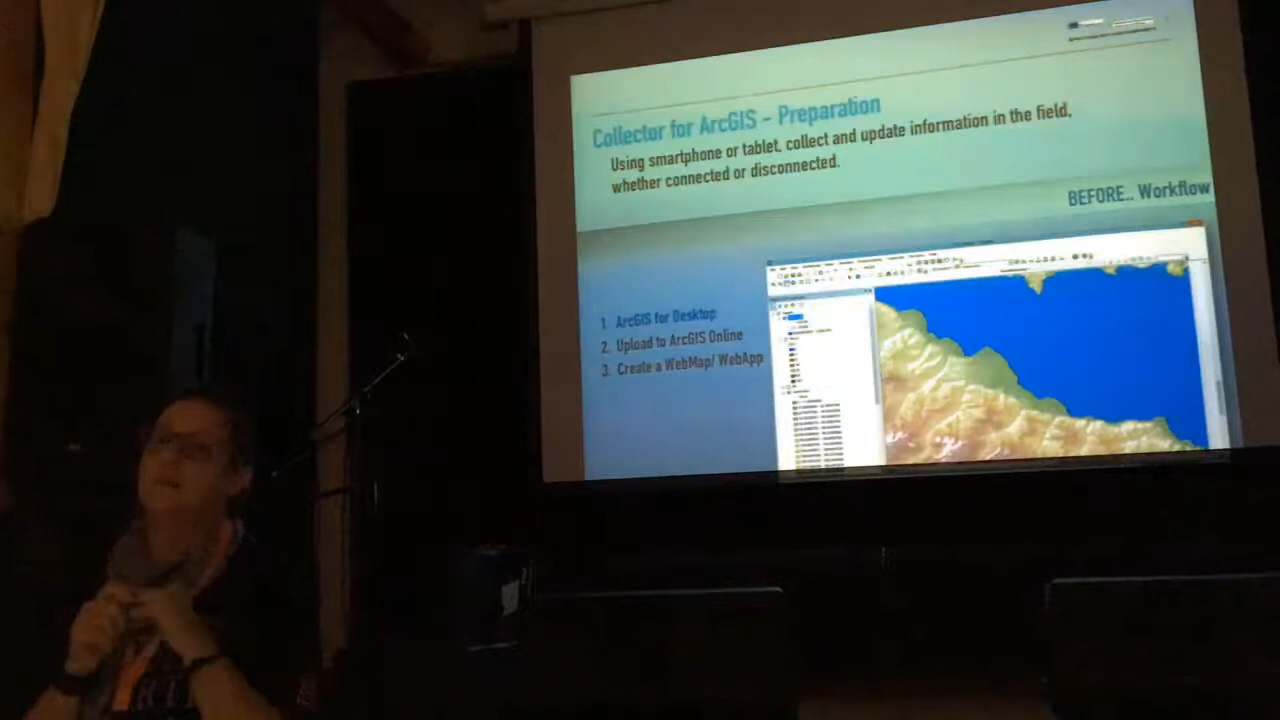 Collector for ArcGIS - Preparation
Using smartphone or tablet, collect and update information in the field,
whether connected or disconnected.
BEFORE.. Workflow
1. ArcGIS for Desktop
2. Upload to ArcGIS Online
3. Create a WebMap/ WebApp